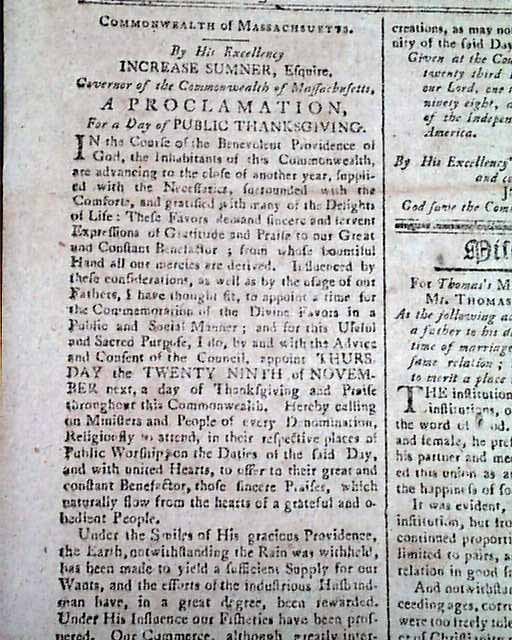 COMMONWEALTH of MASSACHSUETTS.
By His Excellency
INCREASE SUMNER, Esquire.
Governor of the Commonwealth of Maſſachuſetts,
A PROCLAMATION,
For a Day of PUBLIC THANKSGIVING.
IN the Courſe of the Benevolent Providence of
God, the Inhabitants of this Commonwealth,
are advancing to the cloſe of another year, ſuppli-
ed with the Neceſſaries, ſurrounded with the
Comforts, and gratified with many of the Delights
of Life: Theſe Favors demand ſincere and fervent
Expreſſions of Gratitude and Praiſe to our Great
and Conſtant Benefactor; from whoſe bountiful
Hand all our mercies are derived. Influenced by
theſe conſiderations, as well as by the uſage of our
Fathers, I have thought fit, to appoint a time for
the Commemoration of the Divine Favors in a
Public and Social Manner; and for this Uſeful
and Sacred Purpoſe, I do, by and with the Advice
and Conſent of the Council, appoint THURS-
DAY the TWENTY NINTH of NOVEM-
BER next, a day of Thankſgiving and Praiſe
throughout this Commonwealth. Hereby calling
on Miniſters and People of every Denomination,
Religiouſly to attend, in their reſpective places of
Public Worſhip on the Duties of the ſaid Day,
and with united Hearts, to offer to their great and
conſtant Benefactor, thoſe ſincere Praiſes, which
naturally flow from the hearts of a grateful and o-
bedient People.
Under the Smiles of His gracious Providence,
the Earth, notwithſtanding the Rain was withheld,
has been made to yield a ſufficient Supply for our
Wants, and the efforts of the induſtrious Huſband-
man have, in a great degree, been rewarded.
Under His Influence our Fiſheries have been proſ-
pered. Our Commerce, although greatly inter-
creations, as may not
nity of the ſaid Day
Given at the Cou
twenty third
our Lord, one t
ninety eight, a
of the Indepen
America.
By His Excellency
and co
J
God ſave the Com
For Thomas's M
Mr. THOMAS
At the following ad
a father to his d
time of marriage
ſame relation;
to merit a place
THE inſtitution
inſtitutions, o
the word of God.
and female, he pref
his partner and me
ed this union as a
the happineſs of ſo
It was evident,
inſtitution, but fro
continued proporti
limited to pairs, a
relation in good ſ
And notwithſtan
ceeding ages, corru
were too freely tole